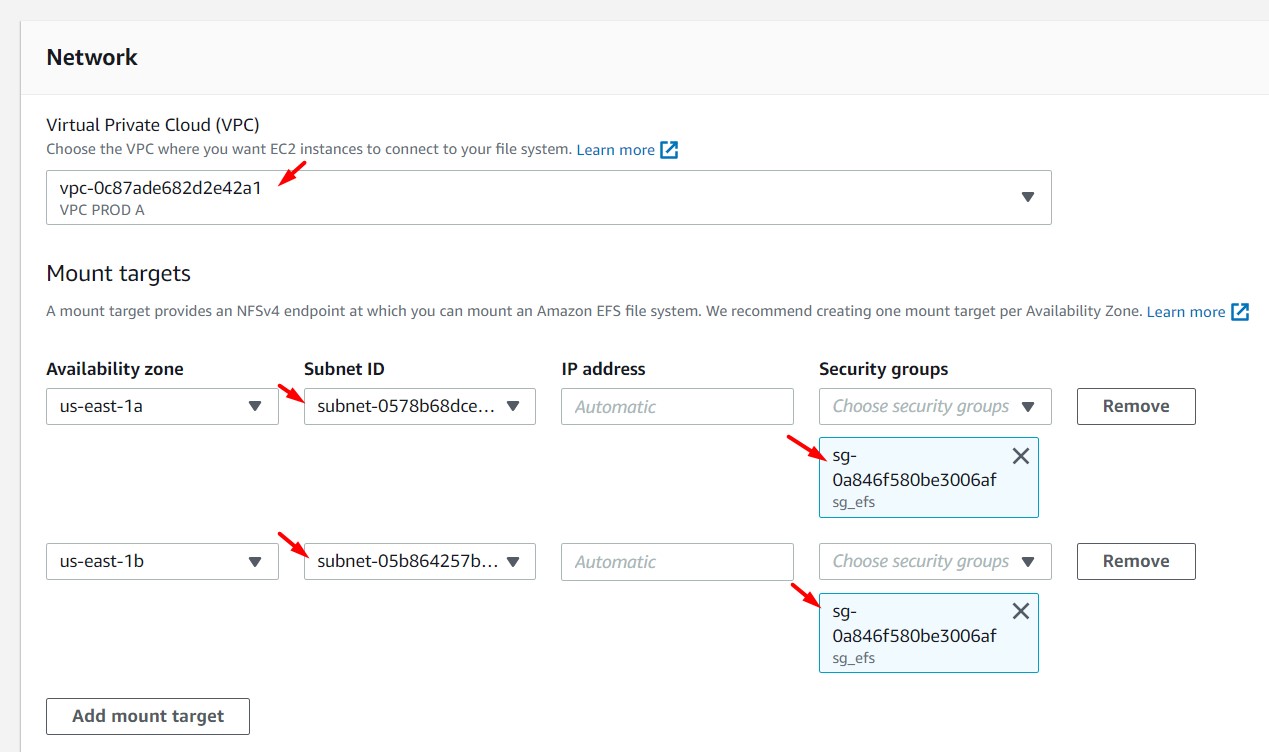 Network
Virtual Private Cloud (VPC)
Choose the VPC where you want EC2 instances to connect to your file system. Learn more
vpc-0c87ade682d2e42a1
VPC PROD A
Mount targets
A mount target provides an NFSv4 endpoint at which you can mount an Amazon EFS file system. We recommend creating one mount target per Availability Zone. Learn more
Availability zone Subnet ID IP address Security groups
us-east-1a subnet-0578b68dce... Automatic Choose security groups Remove
sg-
0a846f580be3006af
sg_efs
us-east-1b subnet-05b864257b... Automatic Choose security groups Remove
sg-
0a846f580be3006af
sg_efs
Add mount target